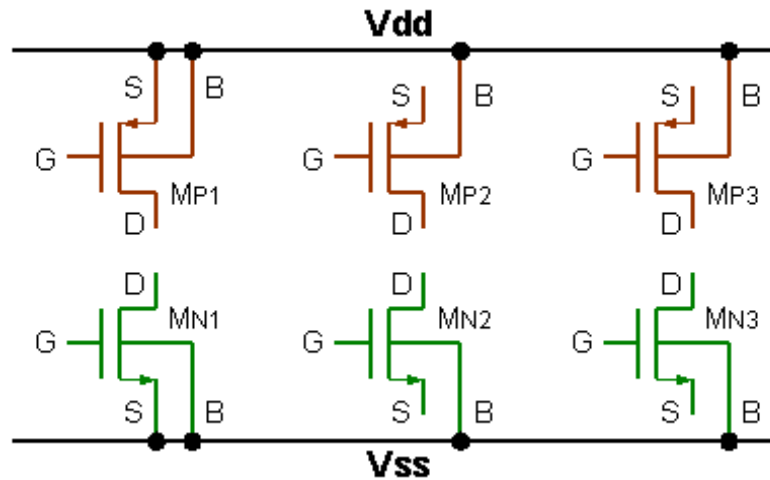 Vdd
S B S B S B
G MP1 G MP2 G MP3
D D D
D D D
G MN1 G MN2 G MN3
S B S B S B
Vss